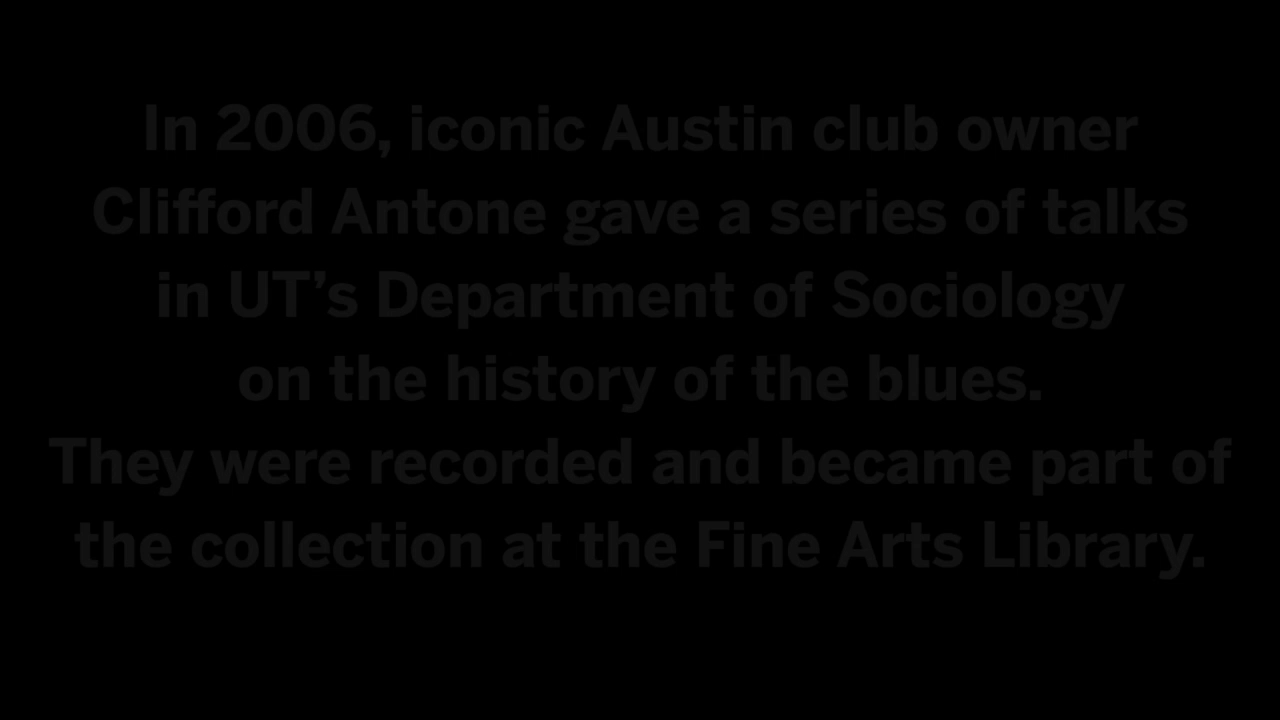 In 2006, iconic Austin club owner
Clifford Antone gave a series of talks
in UT’s Department of Sociology
on the history of the blues.
They were recorded and became part of
the collection at the Fine Arts Library.